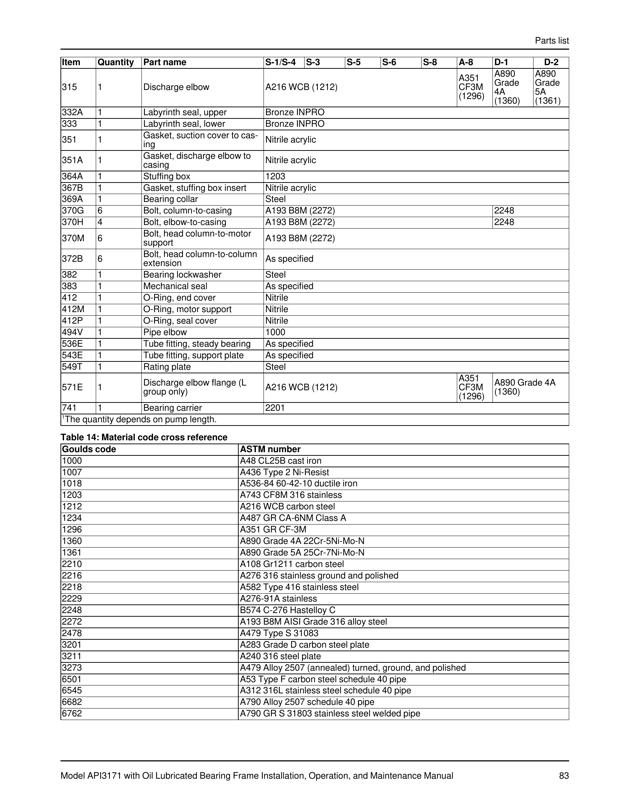 Parts list
Item Quantity Part name S-1/S-4 S-3 S-5 S-6 S-8 A-8 D-1 D-2
315 1 Discharge elbow A216 WCB (1212) A351 CF3M (1296) A890 Grade 4A (1360) A890 Grade 5A (1361)
332A 1 Labyrinth seal, upper Bronze INPRO
333 1 Labyrinth seal, lower Bronze INPRO
351 1 Gasket, suction cover to cas-
ing Nitrile acrylic
351A 1 Gasket, discharge elbow to
casing Nitrile acrylic
364A 1 Stuffing box 1203
367B 1 Gasket, stuffing box insert Nitrile acrylic
369A 1 Bearing collar Steel
370G 6 Bolt, column-to-casing A193 B8M (2272) 2248
370H 4 Bolt, elbow-to-casing A193 B8M (2272) 2248
370M 6 Bolt, head column-to-motor
support A193 B8M (2272)
372B 6 Bolt, head column-to-column
extension As specified
382 1 Bearing lockwasher Steel
383 1 Mechanical seal As specified
412 1 O-Ring, end cover Nitrile
412M 1 O-Ring, motor support Nitrile
412P 1 O-Ring, seal cover Nitrile
494V 1 Pipe elbow 1000
536E 1 Tube fitting, steady bearing As specified
543E 1 Tube fitting, support plate As specified
549T 1 Rating plate Steel
571E 1 Discharge elbow flange (L
group only) A216 WCB (1212) A351 CF3M (1296) A890 Grade 4A (1360)
741 1 Bearing carrier 2201
1The quantity depends on pump length.
Table 14: Material code cross reference
Goulds code ASTM number
1000 A48 CL25B cast iron
1007 A436 Type 2 Ni-Resist
1018 A536-84 60-42-10 ductile iron
1203 A743 CF8M 316 stainless
1212 A216 WCB carbon steel
1234 A487 GR CA-6NM Class A
1296 A351 GR CF-3M
1360 A890 Grade 4A 22Cr-5Ni-Mo-N
1361 A890 Grade 5A 25Cr-7Ni-Mo-N
2210 A108 Gr1211 carbon steel
2216 A276 316 stainless ground and polished
2218 A582 Type 416 stainless steel
2229 A276-91A stainless
2248 B574 C-276 Hastelloy C
2272 A193 B8M AISI Grade 316 alloy steel
2478 A479 Type S 31083
3201 A283 Grade D carbon steel plate
3211 A240 316 steel plate
3273 A479 Alloy 2507 (annealed) turned, ground, and polished
6501 A53 Type F carbon steel schedule 40 pipe
6545 A312 316L stainless steel schedule 40 pipe
6682 A790 Alloy 2507 schedule 40 pipe
6762 A790 GR S 31803 stainless steel welded pipe
Model API3171 with Oil Lubricated Bearing Frame Installation, Operation, and Maintenance Manual 83